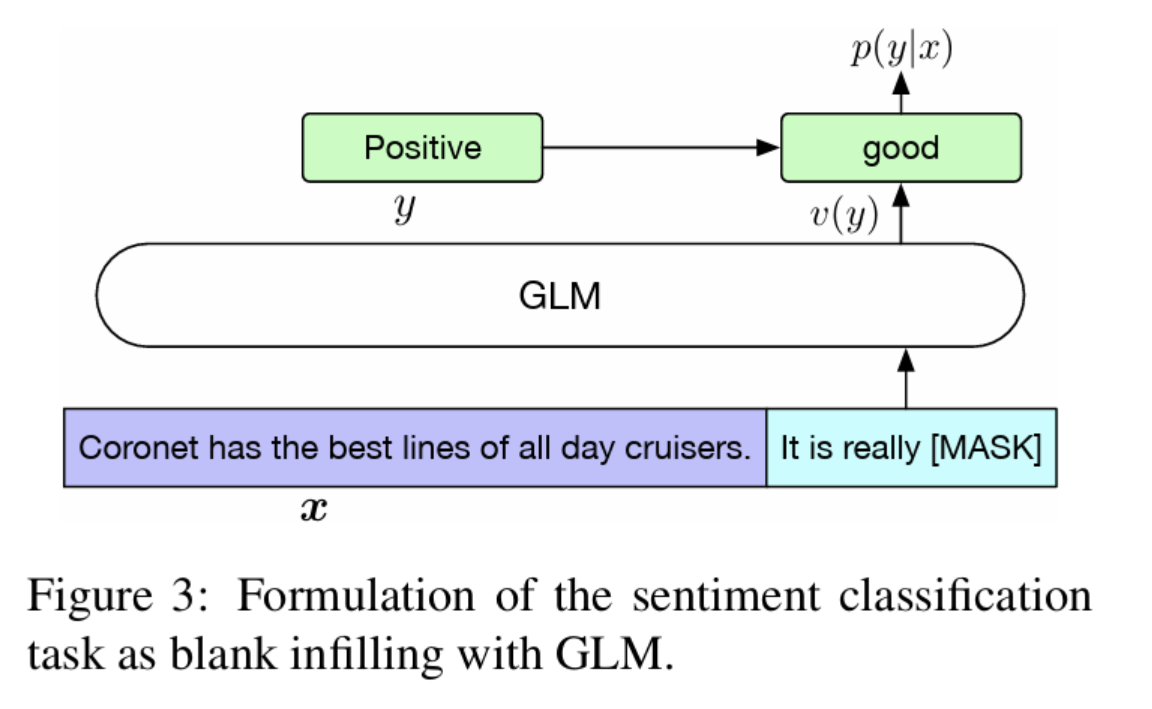 p(y|x)
Positive
good
y
v(y)
GLM
Coronet has the best lines of all day cruisers.
It is really [MASK]
x
Figure 3: Formulation of the sentiment classification
task as blank infilling with GLM.